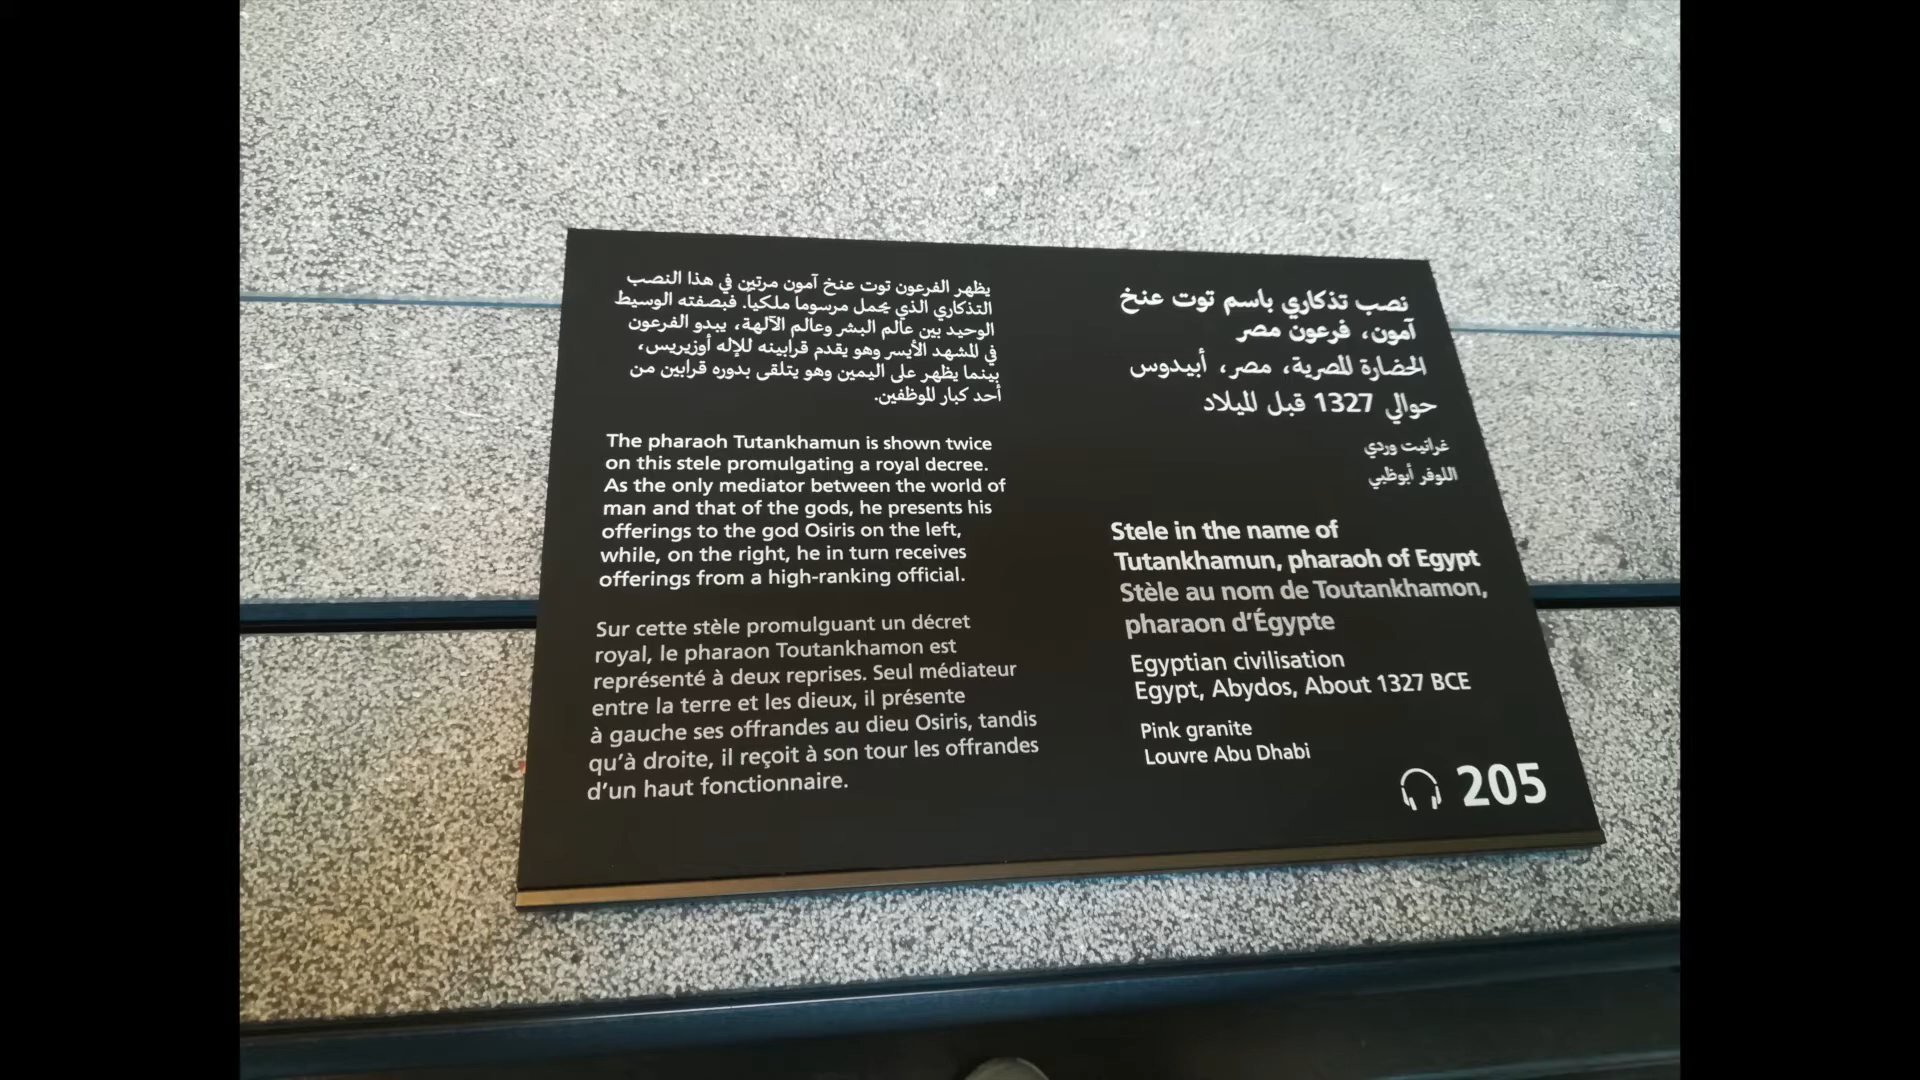 يظهر الفرعون توت عنخ آمون مرتين في هذا النصب
التذكاري الذي يحمل مرسوما ملكياً. فبصفته الوسيط
الوحيد بين عالم البشر وعالم الآلهة، يبدو الفرعون
في المشهد الأيسر وهو يقدم قرابينه للإله أوزيريس،
بينما يظهر على اليمين وهو يتلقى بدوره قرابين من
أحد كبار الموظفين.
The pharaoh Tutankhamun is shown twice
on this stele promulgating a royal decree.
As the only mediator between the world of
man and that of the gods, he presents his
offerings to the god Osiris on the left,
while, on the right, he in turn receives
offerings from a high-ranking official.
Sur cette stèle promulguant un décret
royal, le pharaon Toutankhamon est
représenté à deux reprises. Seul médiateur
entre la terre et les dieux, il présente
à gauche ses offrandes au dieu Osiris, tandis
qu'à droite, il reçoit à son tour les offrandes
d'un haut fonctionnaire.
نصب تذكاري باسم توت عنخ
آمون، فرعون مصر
الحضارة المصرية، مصر، أبيدوس
حوالي 1327 قبل الميلاد
غرانيت وردي
اللوفر أبوظبي
Stele in the name of
Tutankhamun, pharaoh of Egypt
Stèle au nom de Toutankhamon,
pharaon d'Égypte
Egyptian civilisation
Egypt, Abydos, About 1327 BCE
Pink granite
Louvre Abu Dhabi
205